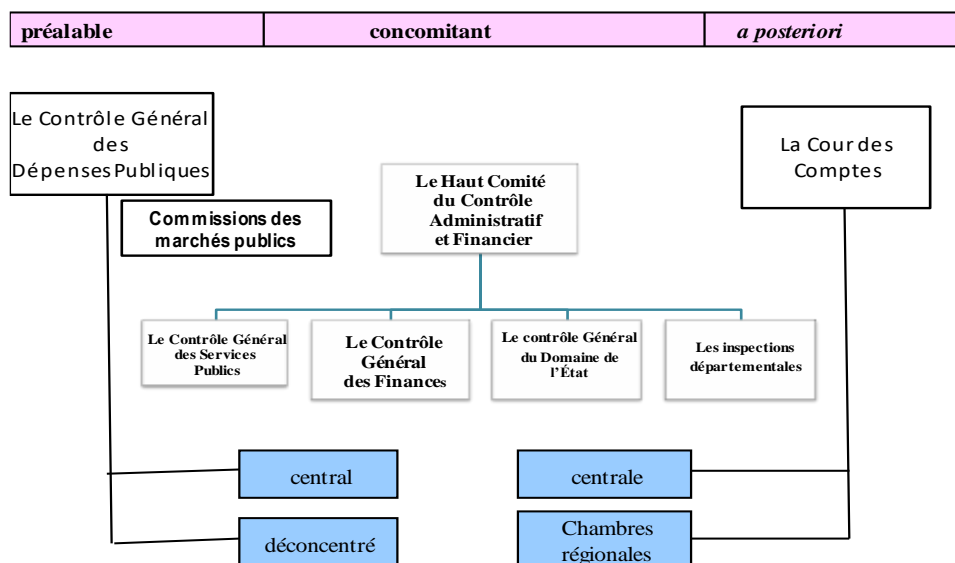 préalable
concomitant
a posteriori
Le Contrôle Général
des
Dépenses Publiques
Commissions des
marchés publics
Le Haut Comité
du Contrôle
Administratif
et Financier
La Cour des
Comptes
Le Contrôle Général
des Services
Publics
Le Contrôle
Général
des Finances
Le contrôle Général
du Domaine de
l’État
Les inspections
départementales
central
centrale
déconcentré
Chambres
régionales